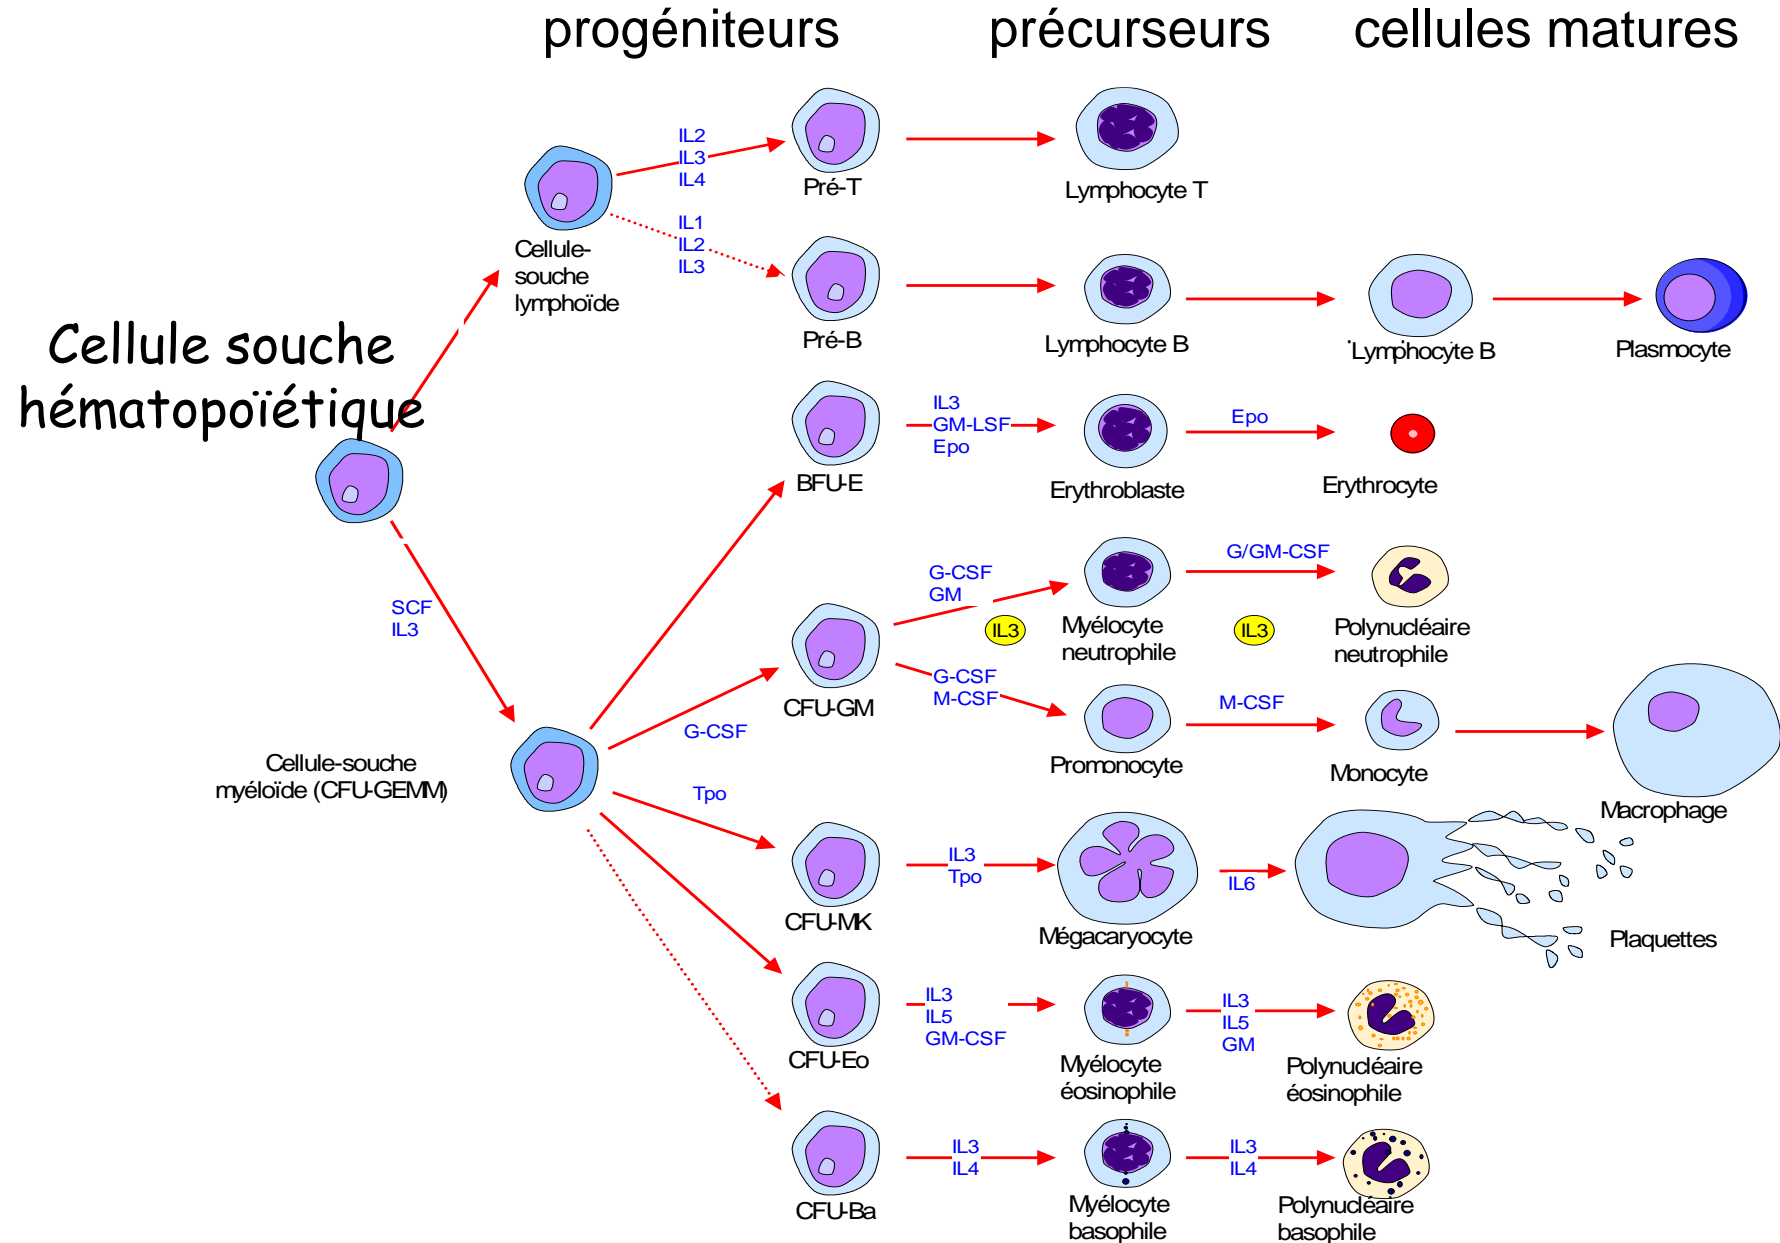 progéniteurs
précurseurs
cellules matures
IL2
IL3
IL4
Pré-T
Lymphocyte T
Cellule-
souche
lymphoïde
IL1
IL2
IL3
Pré-B
Lymphocyte B
Lymphocyte B
Plasmocyte
Cellule souche
hématopoïétique
BFU-E
IL3
GM-LSF
Epo
Erythroblaste
Epo
Erythrocyte
SCF
IL3
Cellule-souche
myéloïde (CFU-GEMM)
G-CSF
CFU-GM
G-CSF
GM
IL3
Myélocyte
neutrophile
G/GM-CSF
IL3
Polynucléaire
neutrophile
G-CSF
M-CSF
Promonocyte
M-CSF
Monocyte
Macrophage
Tpo
CFU-MK
IL3
Tpo
Mégacaryocyte
IL6
Plaquettes
CFU-Eo
IL3
IL5
GM-CSF
Myélocyte
éosinophile
IL3
IL5
GM
Polynucléaire
éosinophile
CFU-Ba
IL3
IL4
Myélocyte
basophile
IL3
IL4
Polynucléaire
basophile